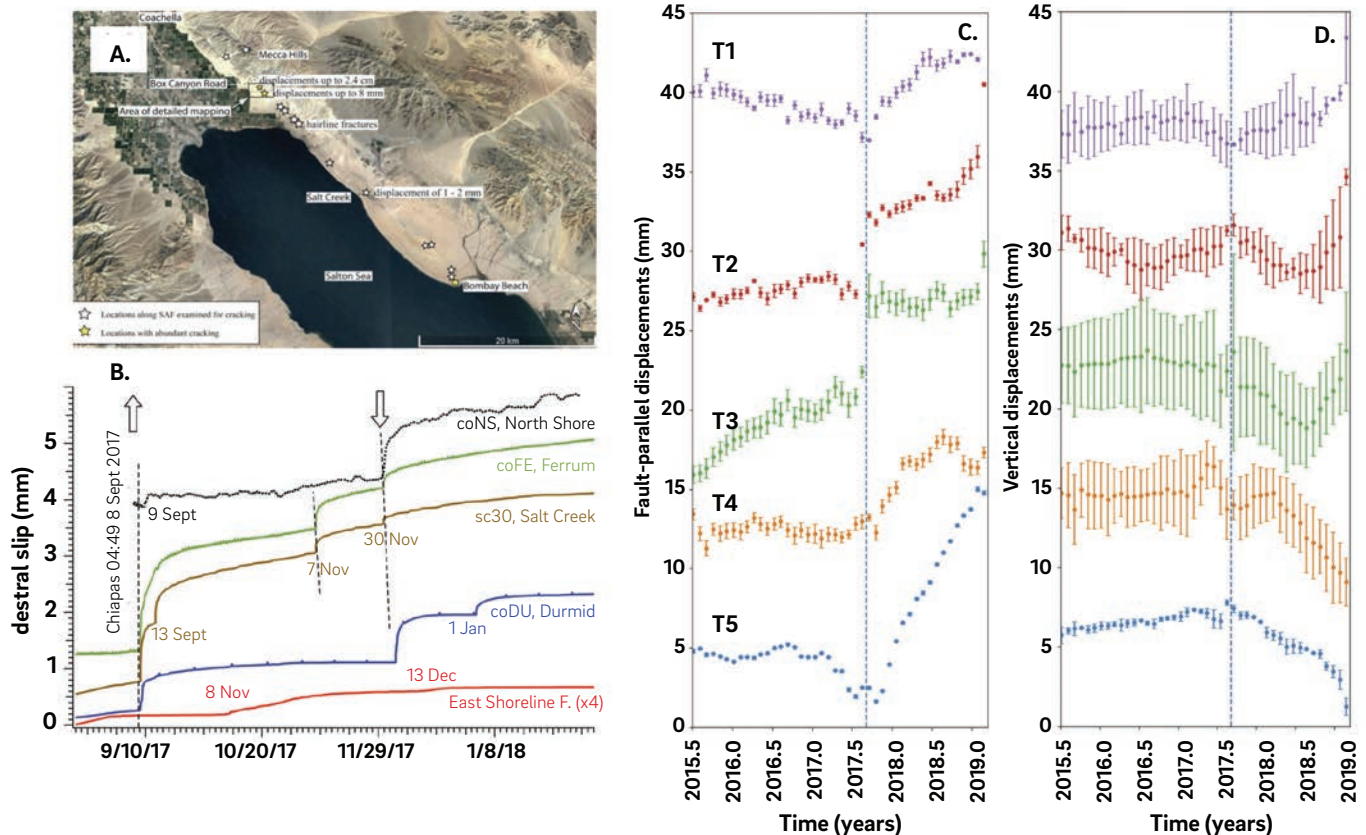 A.
Coachella
Mecca Hills
Box Canyon Road
displacements up to 2.4 cm
displacements up to 8 mm
Area of detailed mapping
hairline fractures
Salt Creek
displacement of 1 - 2 mm
Salton Sea
Bombay Beach
Locations along SAF examined for cracking
Locations with abundant cracking
20 km
B.
destral slip (mm)
5
4
3
2
1
0
Chiapas 04:49 8 Sept 2017
coNS, North Shore
9 Sept
coFE, Ferrum
sc30, Salt Creek
30 Nov
7 Nov
13 Sept
coDU, Durmid
1 Jan
8 Nov
13 Dec
East Shoreline F. (x4)
9/10/17 10/20/17 11/29/17 1/8/18
C.
Fault-parallel displacements (mm)
45
40
35
30
25
20
15
10
5
0
T1
T2
T3
T4
T5
2015.5 2016.0 2016.5 2017.0 2017.5 2018.0 2018.5 2019.0
Time (years)
D.
Vertical displacements (mm)
45
40
35
30
25
20
15
10
5
0
2015.5 2016.0 2016.5 2017.0 2017.5 2018.0 2018.5 2019.0
Time (years)